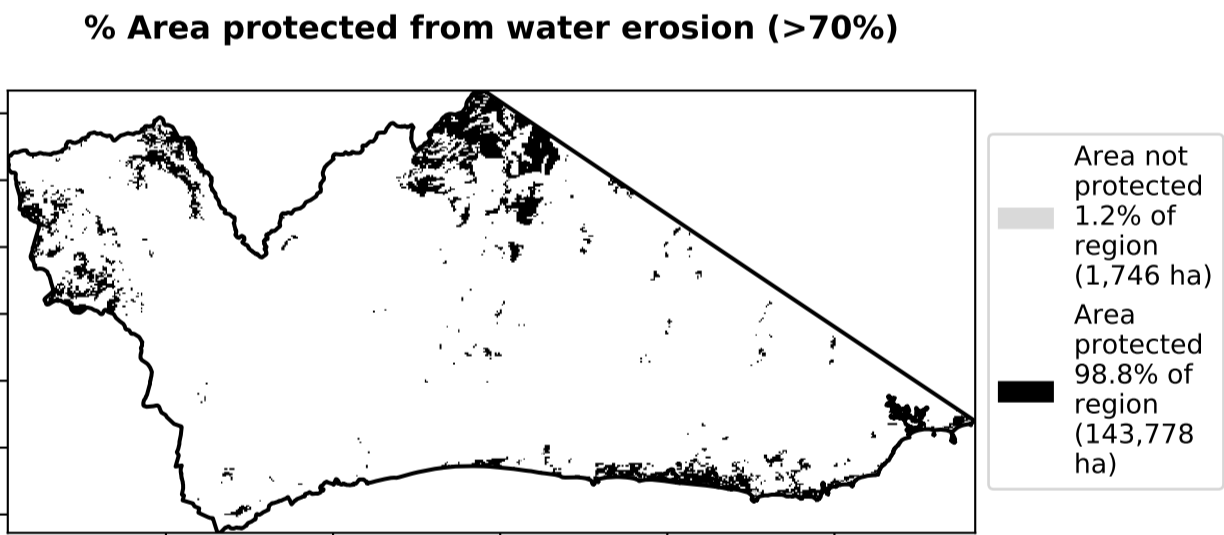 % Area protected from water erosion (>70%)
Area not
protected
1.2% of
region
(1,746 ha)
Area
protected
98.8% of
region
(143,778
ha)